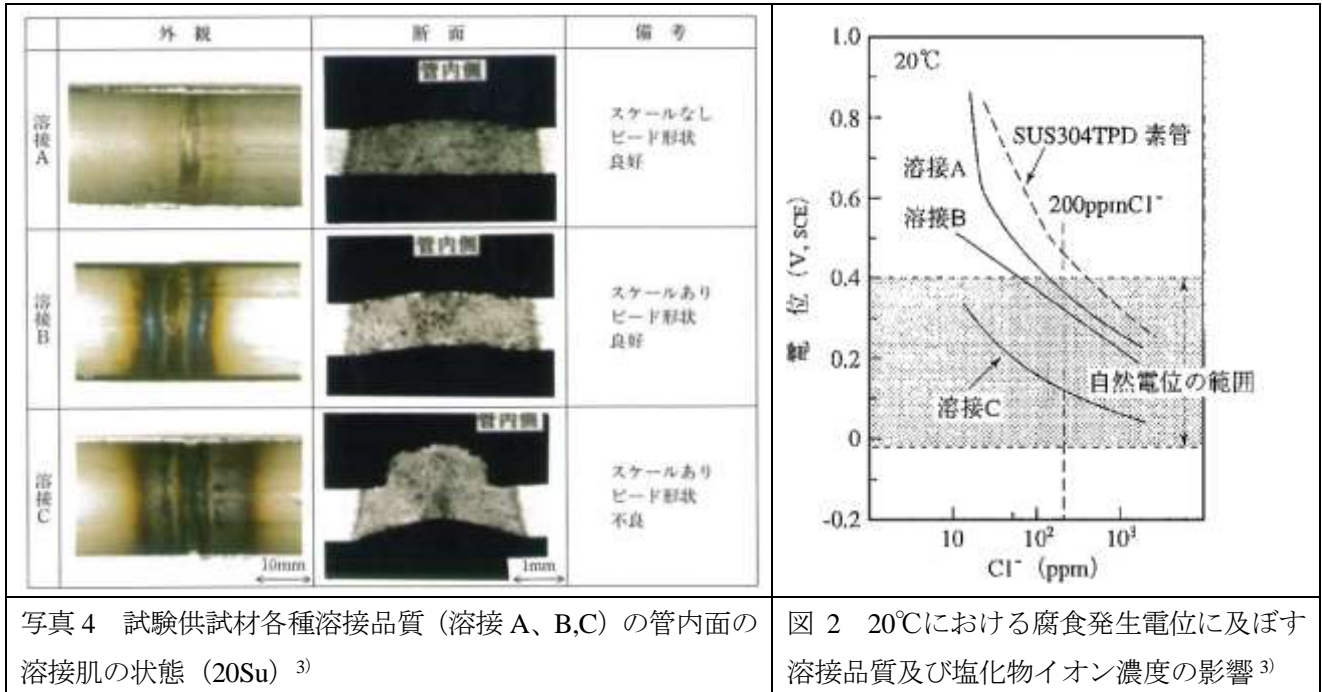 外 観
断 面
備 考
溶接A
管内側
スケールなし
ビード形状
良好
溶接B
管内側
スケールあり
ビード形状
良好
溶接C
管内側
スケールあり
ビード形状
不良
10mm
1mm
写真 4 試験供試材各種溶接品質(溶接 A、B,C)の管内面の
溶接肌の状態(20Su)3)
1.0
0.8
0.6
0.4
0.2
0
-0.2
電 位 (V, SCE)
20℃
SUS304TPD 素管
溶接A
200ppmCl⁻
溶接B
自然電位の範囲
溶接C
10
10²
10³
Cl⁻ (ppm)
図 2 20℃における腐食発生電位に及ぼす
溶接品質及び塩化物イオン濃度の影響 3)